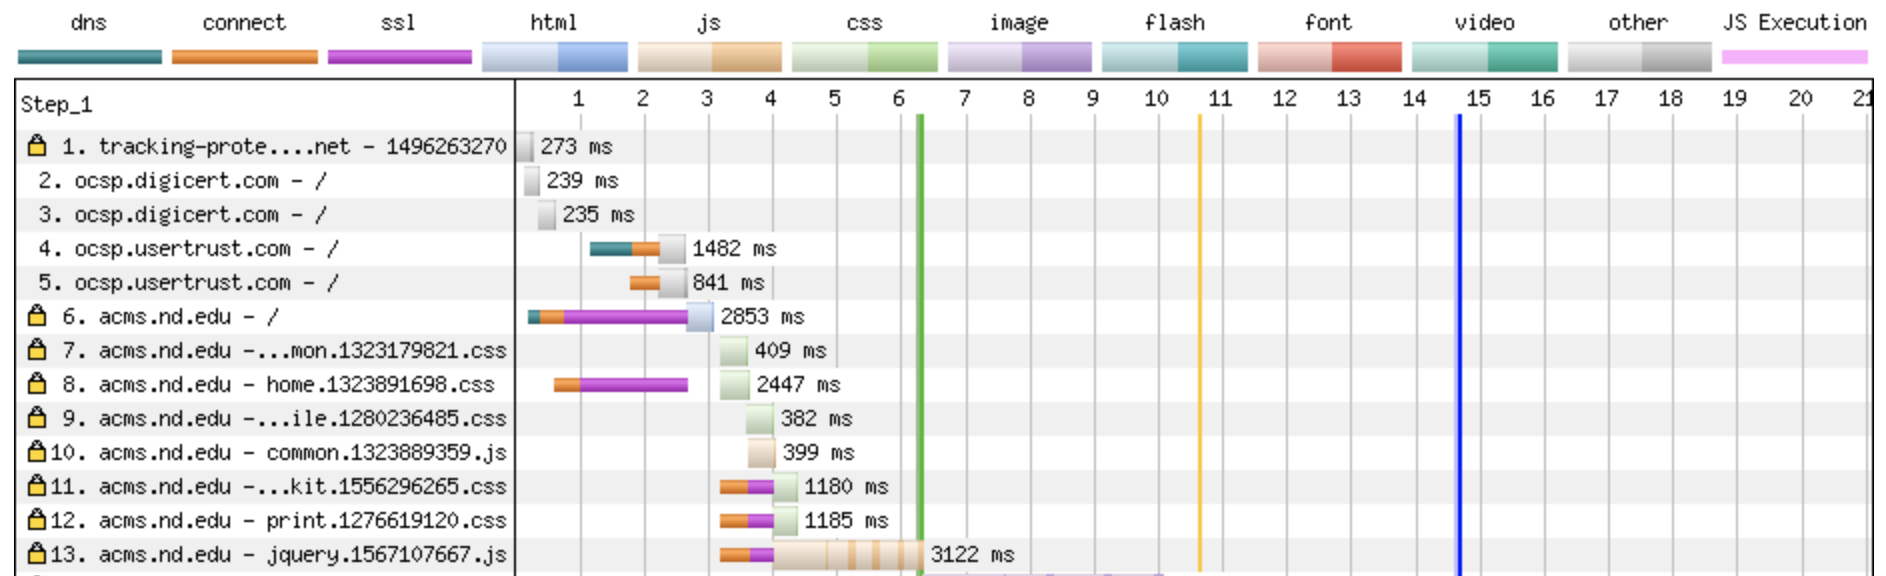 dns connect ssl html js css image flash font video other JS Execution
Step_1 1 2 3 4 5 6 7 8 9 10 11 12 13 14 15 16 17 18 19 20 21
1. tracking-prote....net - 1496263270 273 ms
2. ocsp.digicert.com - / 239 ms
3. ocsp.digicert.com - / 235 ms
4. ocsp.usertrust.com - / 1482 ms
5. ocsp.usertrust.com - / 841 ms
6. acms.nd.edu - / 2853 ms
7. acms.nd.edu -...mon.1323179821.css 409 ms
8. acms.nd.edu - home.1323891698.css 2447 ms
9. acms.nd.edu -...ile.1280236485.css 382 ms
10. acms.nd.edu - common.1323889359.js 399 ms
11. acms.nd.edu -...kit.1556296265.css 1180 ms
12. acms.nd.edu - print.1276619120.css 1185 ms
13. acms.nd.edu - jquery.1567107667.js 3122 ms